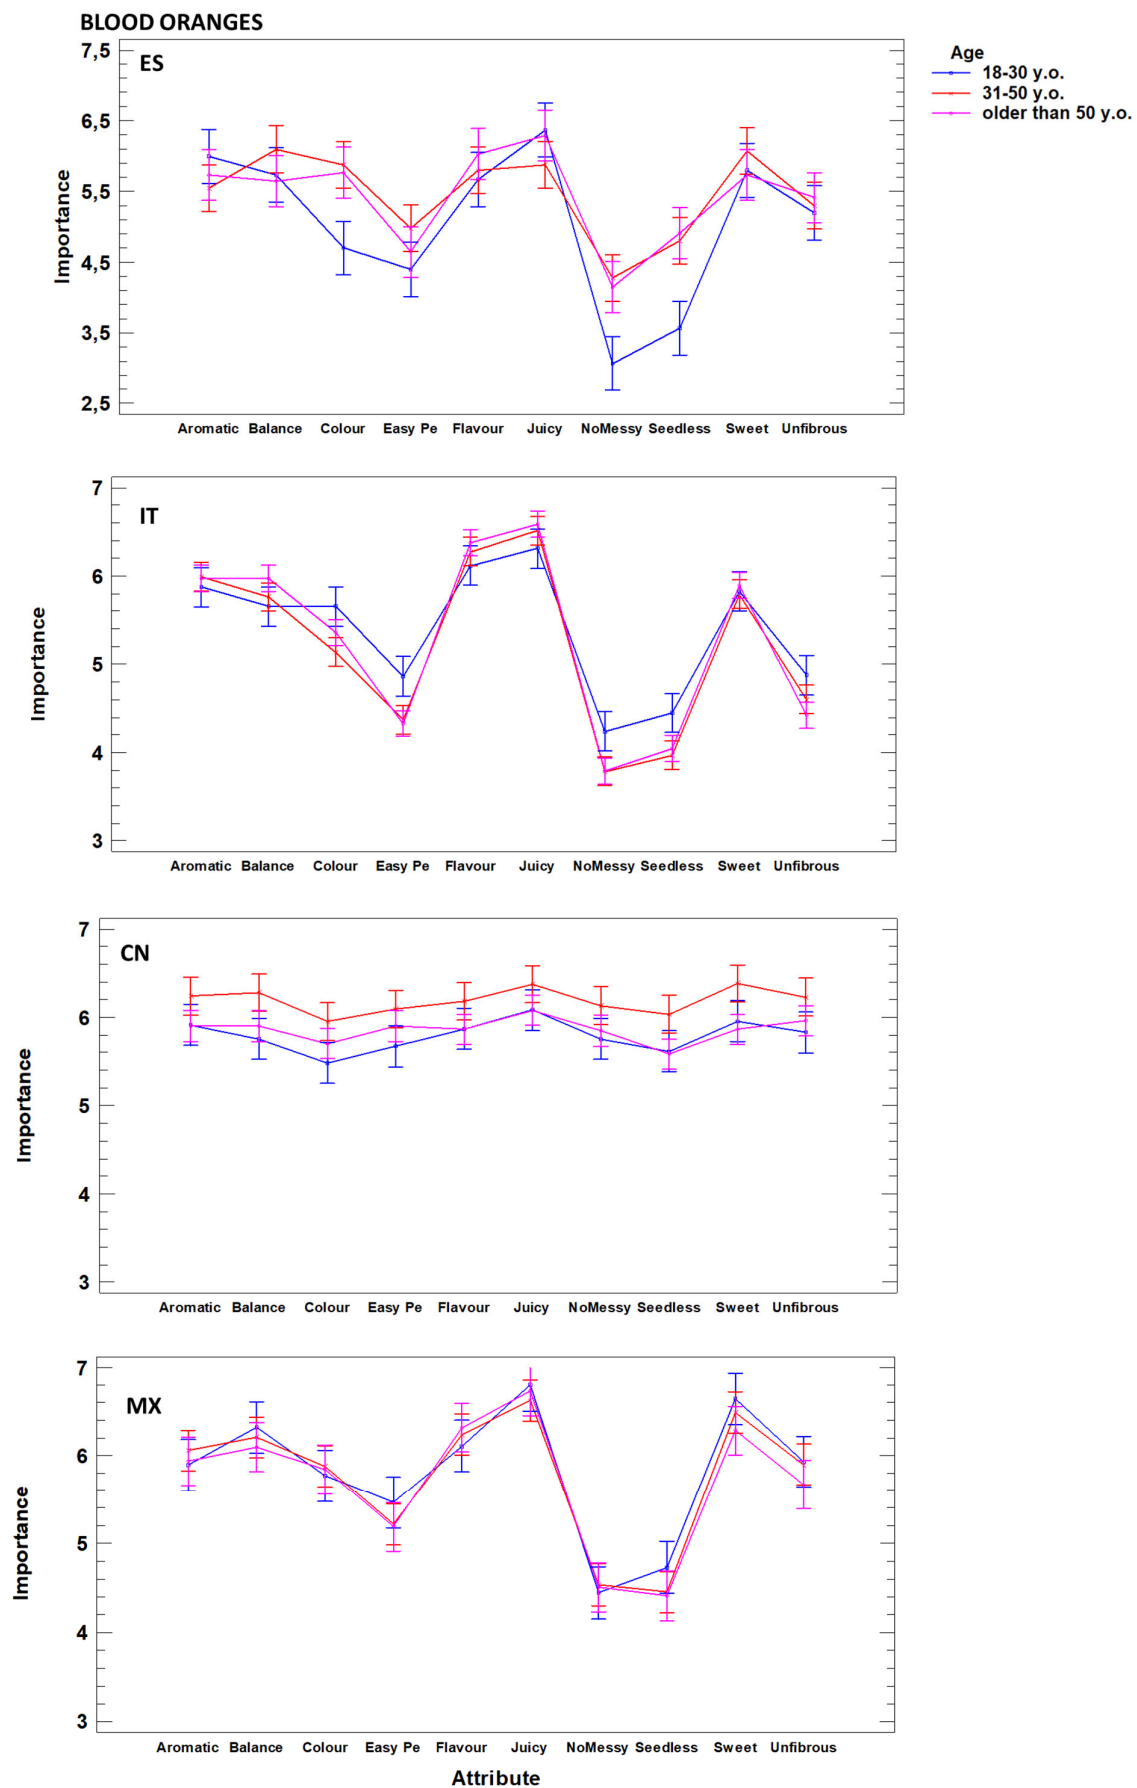 BLOOD ORANGES
Age
18-30 y.o.
31-50 y.o.
older than 50 y.o.
ES
Importance
7,5
6,5
5,5
4,5
3,5
2,5
Aromatic Balance Colour Easy Pe Flavour Juicy NoMessy Seedless Sweet Unfibrous
IT
Importance
7
6
5
4
3
Aromatic Balance Colour Easy Pe Flavour Juicy NoMessy Seedless Sweet Unfibrous
CN
Importance
7
6
5
4
3
Aromatic Balance Colour Easy Pe Flavour Juicy NoMessy Seedless Sweet Unfibrous
MX
Importance
7
6
5
4
3
Aromatic Balance Colour Easy Pe Flavour Juicy NoMessy Seedless Sweet Unfibrous
Attribute